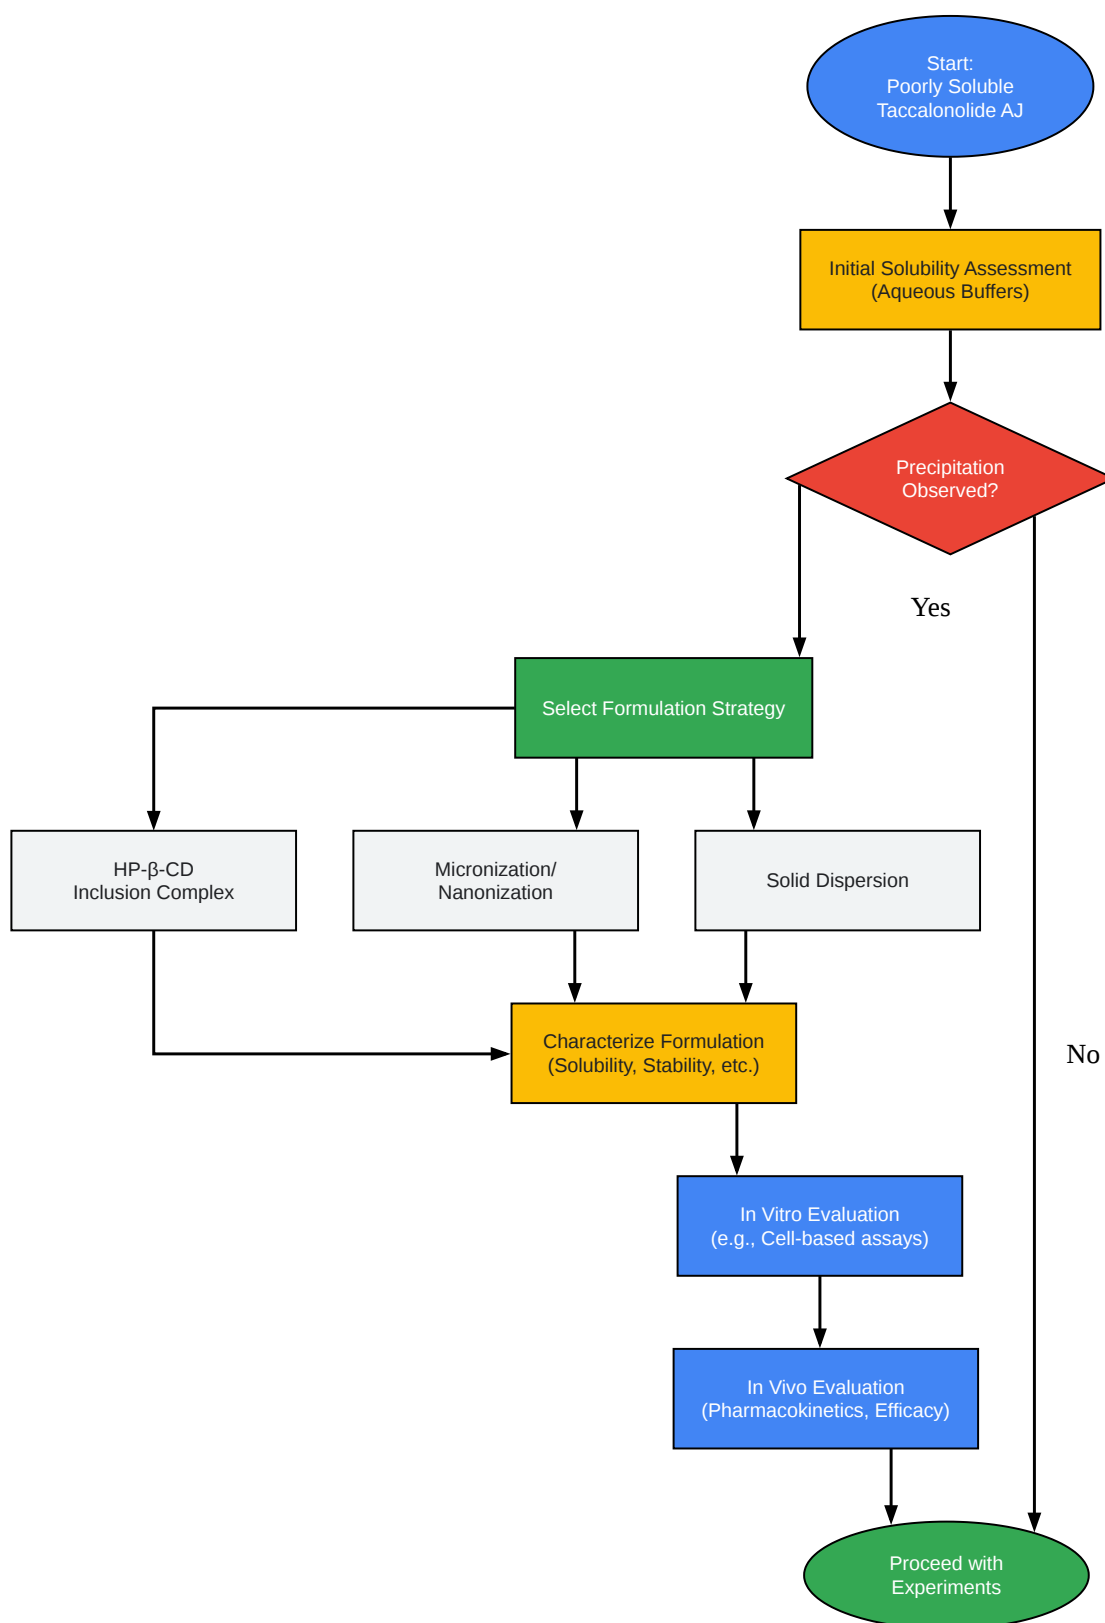 Start:
Poorly Soluble
Taccalonolide AJ
Initial Solubility Assessment
(Aqueous Buffers)
Precipitation
Observed?
Yes
Select Formulation Strategy
HP-β-CD
Inclusion Complex
Micronization/
Nanonization
Solid Dispersion
Characterize Formulation
(Solubility, Stability, etc.)
No
In Vitro Evaluation
(e.g., Cell-based assays)
In Vivo Evaluation
(Pharmacokinetics, Efficacy)
Proceed with
Experiments